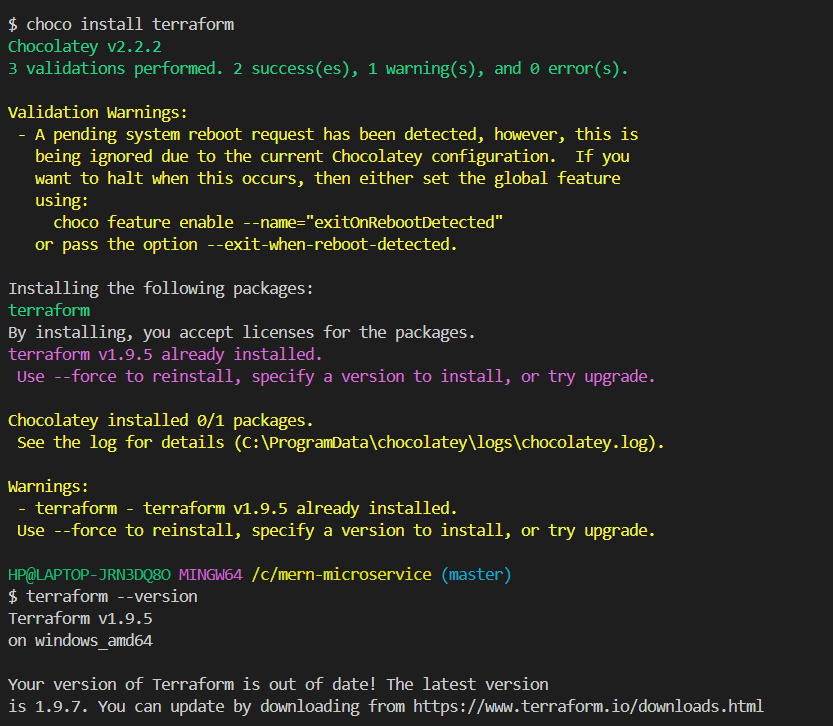 $ choco install terraform
Chocolatey v2.2.2
3 validations performed. 2 success(es), 1 warning(s), and 0 error(s).
Validation Warnings:
- A pending system reboot request has been detected, however, this is
being ignored due to the current Chocolatey configuration.  If you
want to halt when this occurs, then either set the global feature
using:
choco feature enable --name="exitOnRebootDetected"
or pass the option --exit-when-reboot-detected.
Installing the following packages:
terraform
By installing, you accept licenses for the packages.
terraform v1.9.5 already installed.
Use --force to reinstall, specify a version to install, or try upgrade.
Chocolatey installed 0/1 packages.
See the log for details (C:\ProgramData\chocolatey\logs\chocolatey.log).
Warnings:
- terraform - terraform v1.9.5 already installed.
Use --force to reinstall, specify a version to install, or try upgrade.
HP@LAPTOP-JRN3DQ8O MINGW64 /c/mern-microservice (master)
$ terraform --version
Terraform v1.9.5
on windows_amd64
Your version of Terraform is out of date! The latest version
is 1.9.7. You can update by downloading from https://www.terraform.io/downloads.html